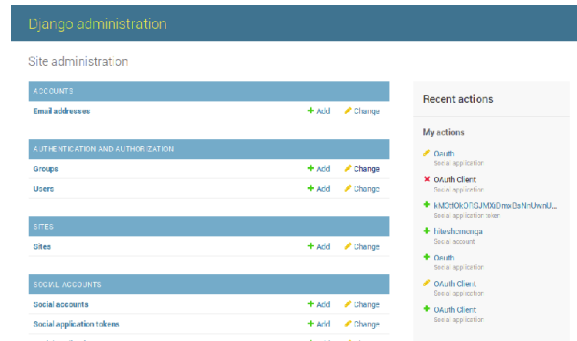 Django administration
Site administration
ACCOUNTS
Email addresses + Add Change
AUTHENTICATION AND AUTHORIZATION
Groups + Add Change
Users + Add Change
SITES
Sites + Add Change
SOCIAL ACCOUNTS
Social accounts + Add Change
Social application tokens + Add Change
Recent actions
My actions
Oauth
Social application
OAuth Client
Social application
Social application token
Social account
Oauth
Social application
OAuth Client
Social application
OAuth Client
Social application